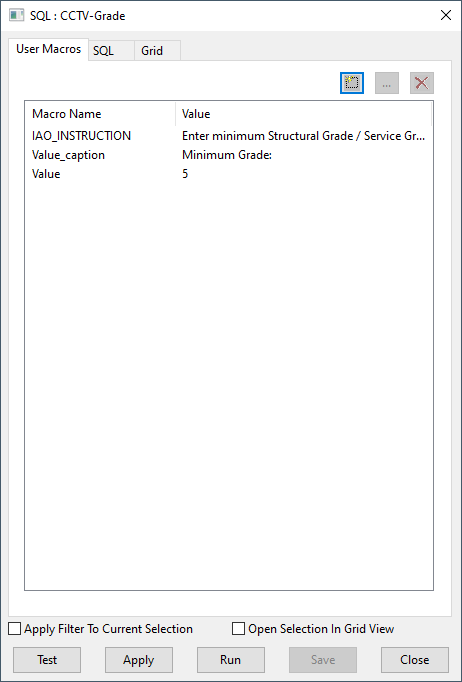 SQL : CCTV-Grade
User Macros SQL Grid
...
Macro Name Value
IAO_INSTRUCTION Enter minimum Structural Grade / Service Gr...
Value_caption Minimum Grade:
Value 5
Apply Filter To Current Selection Open Selection In Grid View
Test Apply Run Save Close